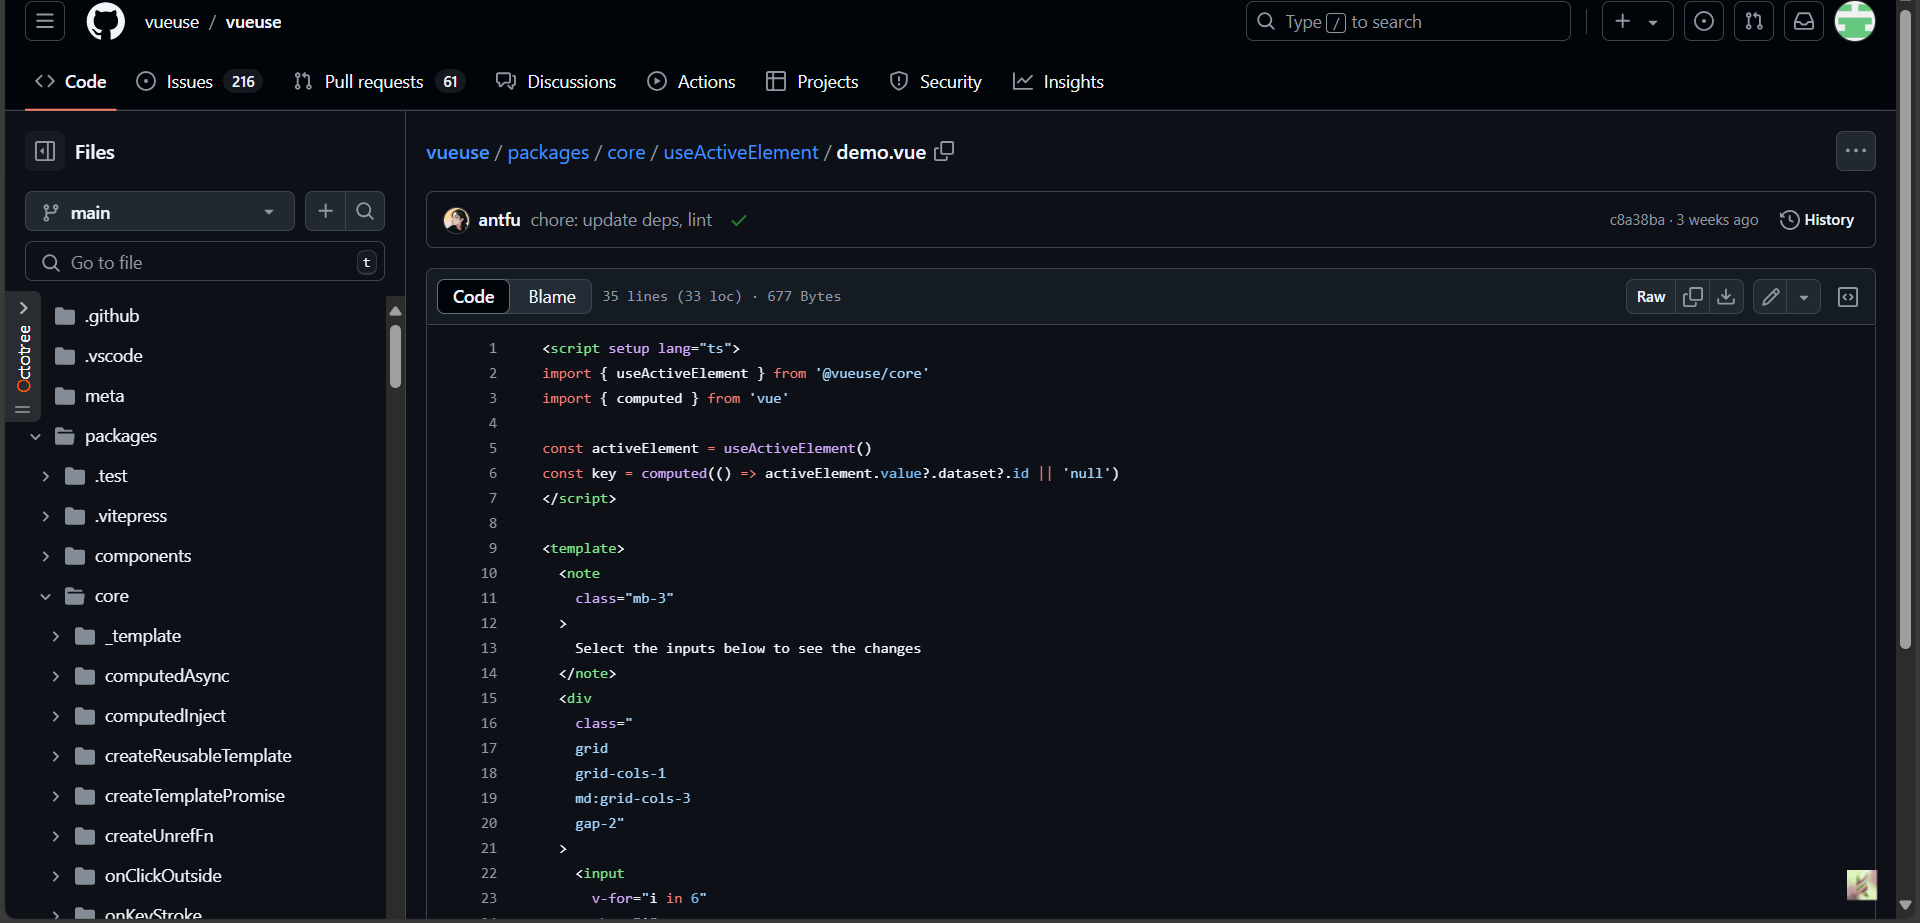 vueuse / vueuse
Type / to search
Code
Issues 216
Pull requests 61
Discussions
Actions
Projects
Security
Insights
Files
main
Go to file
t
Octotree
.github
.vscode
meta
packages
.test
.vitepress
components
core
_template
computedAsync
computedInject
createReusableTemplate
createTemplatePromise
createUnrefFn
onClickOutside
onKeyStroke
vueuse / packages / core / useActiveElement / demo.vue
antfu chore: update deps, lint
c8a38ba · 3 weeks ago
History
Code
Blame
35 lines (33 loc) · 677 Bytes
Raw
1 <script setup lang="ts">
2 import { useActiveElement } from '@vueuse/core'
3 import { computed } from 'vue'
4
5 const activeElement = useActiveElement()
6 const key = computed(() => activeElement.value?.dataset?.id || 'null')
7 </script>
8
9 <template>
10 <note
11 class="mb-3"
12 >
13 Select the inputs below to see the changes
14 </note>
15 <div
16 class="
17 grid
18 grid-cols-1
19 md:grid-cols-3
20 gap-2"
21 >
22 <input
23 v-for="i in 6"